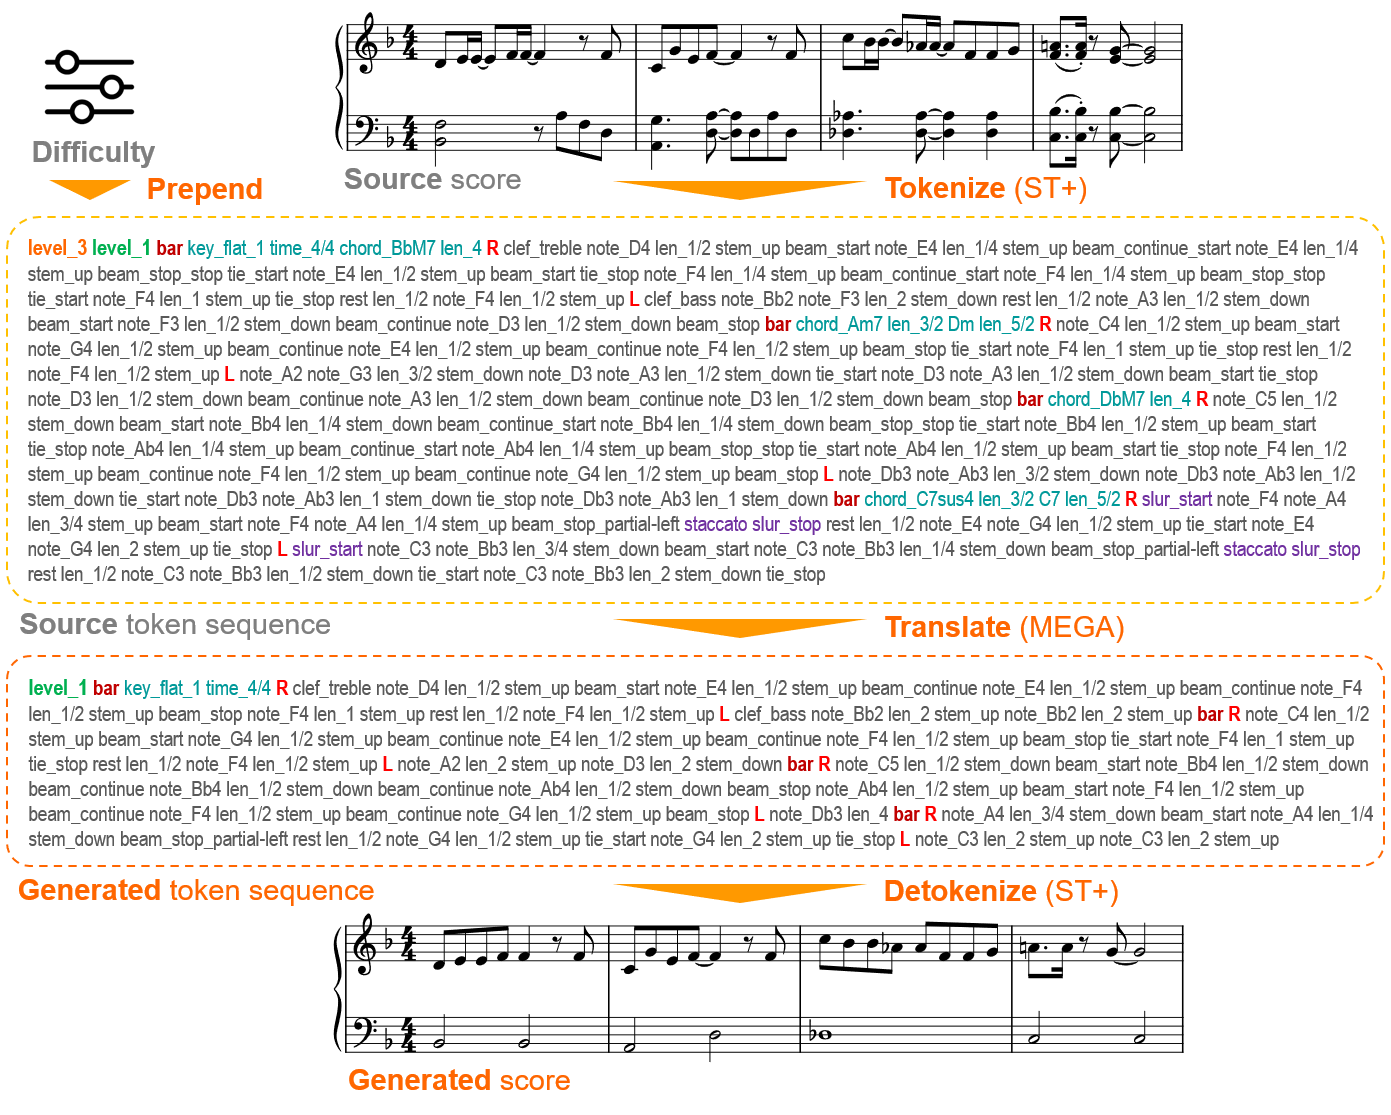 Difficulty
Prepend
Source score
Tokenize (ST+)
level_3 level_1 bar key_flat_1 time_4/4 chord_BbM7 len_4 R clef_treble note_D4 len_1/2 stem_up beam_start note_E4 len_1/4 stem_up beam_continue_start note_E4 len_1/4
stem_up beam_stop_stop tie_start note_E4 len_1/2 stem_up beam_start tie_stop note_F4 len_1/4 stem_up beam_continue_start note_F4 len_1/4 stem_up beam_stop_stop
tie_start note_F4 len_1 stem_up tie_stop rest len_1/2 note_F4 len_1/2 stem_up L clef_bass note_Bb2 note_F3 len_2 stem_down rest len_1/2 note_A3 len_1/2 stem_down
beam_start note_F3 len_1/2 stem_down beam_continue note_D3 len_1/2 stem_down beam_stop bar chord_Am7 len_3/2 Dm len_5/2 R note_C4 len_1/2 stem_up beam_start
note_G4 len_1/2 stem_up beam_continue note_E4 len_1/2 stem_up beam_continue note_F4 len_1/2 stem_up beam_stop tie_start note_F4 len_1 stem_up tie_stop rest len_1/2
note_F4 len_1/2 stem_up L note_A2 note_G3 len_3/2 stem_down note_D3 note_A3 len_1/2 stem_down tie_start note_D3 note_A3 len_1/2 stem_down beam_start tie_stop
note_D3 len_1/2 stem_down beam_continue note_A3 len_1/2 stem_down beam_continue note_D3 len_1/2 stem_down beam_stop bar chord_DbM7 len_4 R note_C5 len_1/2
stem_down beam_start note_Bb4 len_1/4 stem_down beam_continue_start note_Bb4 len_1/4 stem_down beam_stop_stop tie_start note_Bb4 len_1/2 stem_up beam_start
tie_stop note_Ab4 len_1/4 stem_up beam_continue_start note_Ab4 len_1/4 stem_up beam_stop_stop tie_start note_Ab4 len_1/2 stem_up beam_start tie_stop note_F4 len_1/2
stem_up beam_continue note_F4 len_1/2 stem_up beam_continue note_G4 len_1/2 stem_up beam_stop L note_Db3 note_Ab3 len_3/2 stem_down note_Db3 note_Ab3 len_1/2
stem_down tie_start note_Db3 note_Ab3 len_1 stem_down tie_stop note_Db3 note_Ab3 len_1 stem_down bar chord_C7sus4 len_3/2 C7 len_5/2 R slur_start note_F4 note_A4
len_3/4 stem_up beam_start note_F4 note_A4 len_1/4 stem_up beam_stop_partial-left staccato slur_stop rest len_1/2 note_E4 note_G4 len_1/2 stem_up tie_start note_E4
note_G4 len_2 stem_up tie_stop L slur_start note_C3 note_Bb3 len_3/4 stem_down beam_start note_C3 note_Bb3 len_1/4 stem_down beam_stop_partial-left staccato slur_stop
rest len_1/2 note_C3 note_Bb3 len_1/2 stem_down tie_start note_C3 note_Bb3 len_2 stem_down tie_stop
Source token sequence
Translate (MEGA)
level_1 bar key_flat_1 time_4/4 R clef_treble note_D4 len_1/2 stem_up beam_start note_E4 len_1/2 stem_up beam_continue note_E4 len_1/2 stem_up beam_continue note_F4
len_1/2 stem_up beam_stop note_F4 len_1 stem_up rest len_1/2 note_F4 len_1/2 stem_up L clef_bass note_Bb2 len_2 stem_up note_Bb2 len_2 stem_up bar R note_C4 len_1/2
stem_up beam_start note_G4 len_1/2 stem_up beam_continue note_E4 len_1/2 stem_up beam_continue note_F4 len_1/2 stem_up beam_stop tie_start note_F4 len_1 stem_up
tie_stop rest len_1/2 note_F4 len_1/2 stem_up L note_A2 len_2 stem_up note_D3 len_2 stem_down bar R note_C5 len_1/2 stem_down beam_start note_Bb4 len_1/2 stem_down
beam_continue note_Bb4 len_1/2 stem_down beam_continue note_Ab4 len_1/2 stem_down beam_stop note_Ab4 len_1/2 stem_up beam_start note_F4 len_1/2 stem_up
beam_continue note_F4 len_1/2 stem_up beam_continue note_G4 len_1/2 stem_up beam_stop L note_Db3 len_4 bar R note_A4 len_3/4 stem_down beam_start note_A4 len_1/4
stem_down beam_stop_partial-left rest len_1/2 note_G4 len_1/2 stem_up tie_start note_G4 len_2 stem_up tie_stop L note_C3 len_2 stem_up note_C3 len_2 stem_up
Generated token sequence
Detokenize (ST+)
Generated score